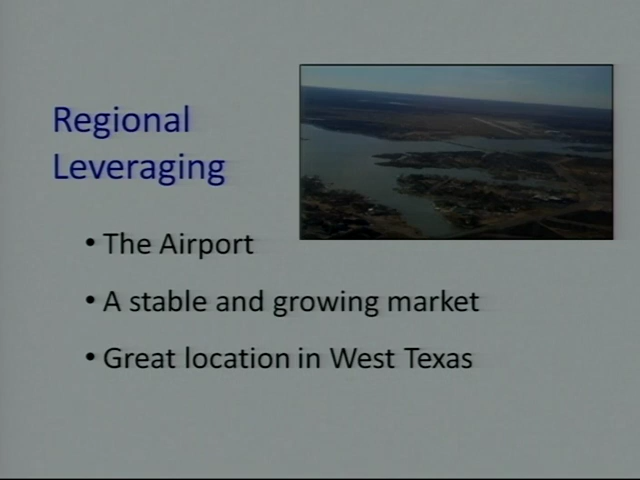 Regional
Leveraging
• The Airport
• A stable and growing market
• Great location in West Texas